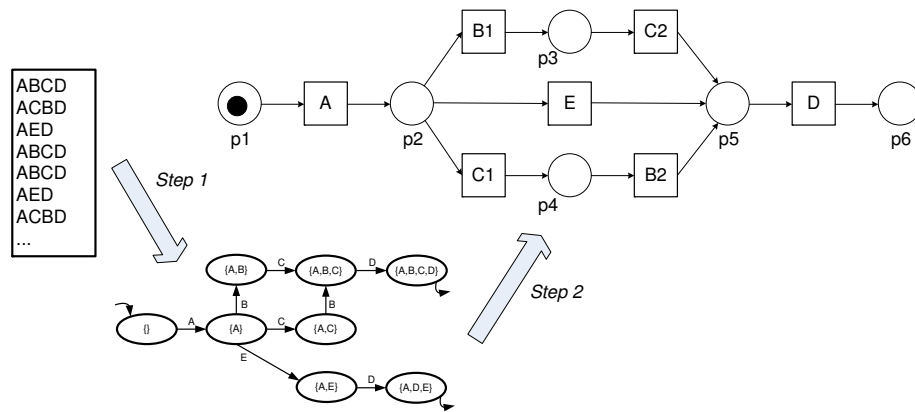 ABCD
ACBD
AED
ABCD
ABCD
AED
ACBD
...
B1
C2
p3
A
E
D
p1
p2
p5
p6
C1
B2
p4
Step 1
Step 2
{A,B}
C
{A,B,C}
D
{A,B,C,D}
B
B
{}
A
{A}
C
{A,C}
E
{A,E}
D
{A,D,E}